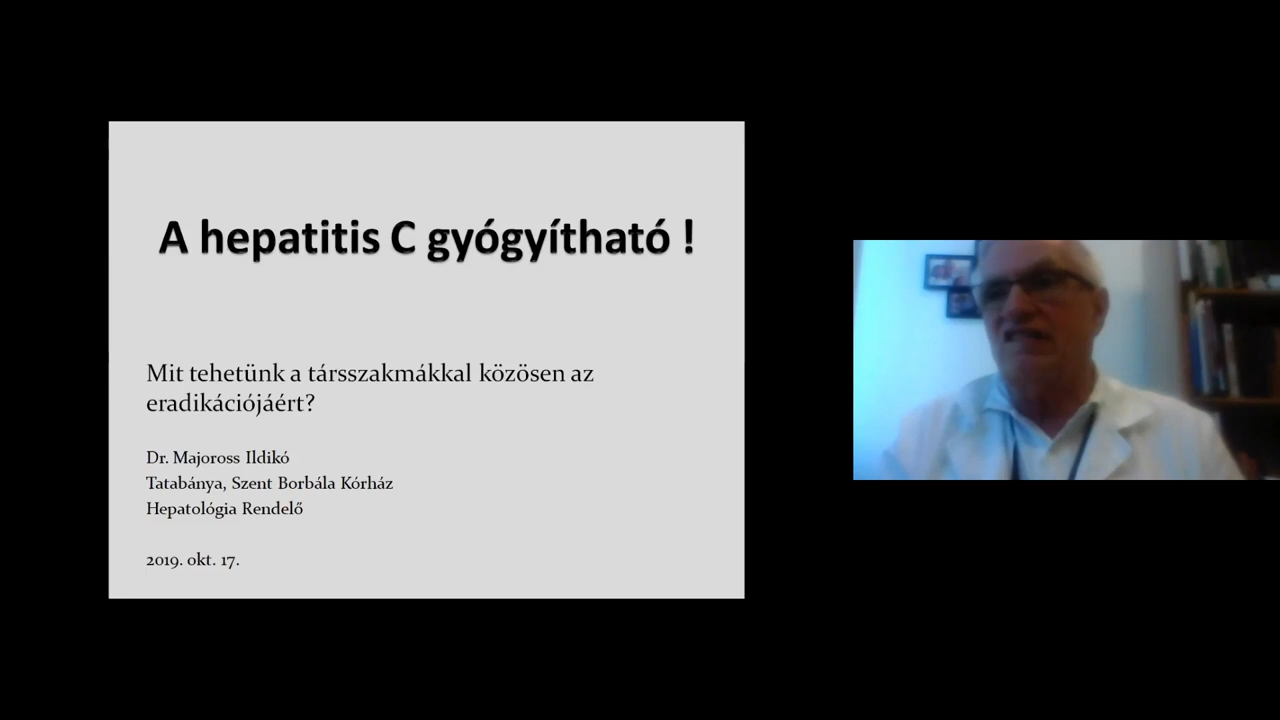 A hepatitis C gyógyítható !
Mit tehetünk a társszakmákkal közösen az
eradikációjáért?
Dr. Majoross Ildikó
Tatabánya, Szent Borbála Kórház
Hepatológia Rendelő
2019. okt. 17.